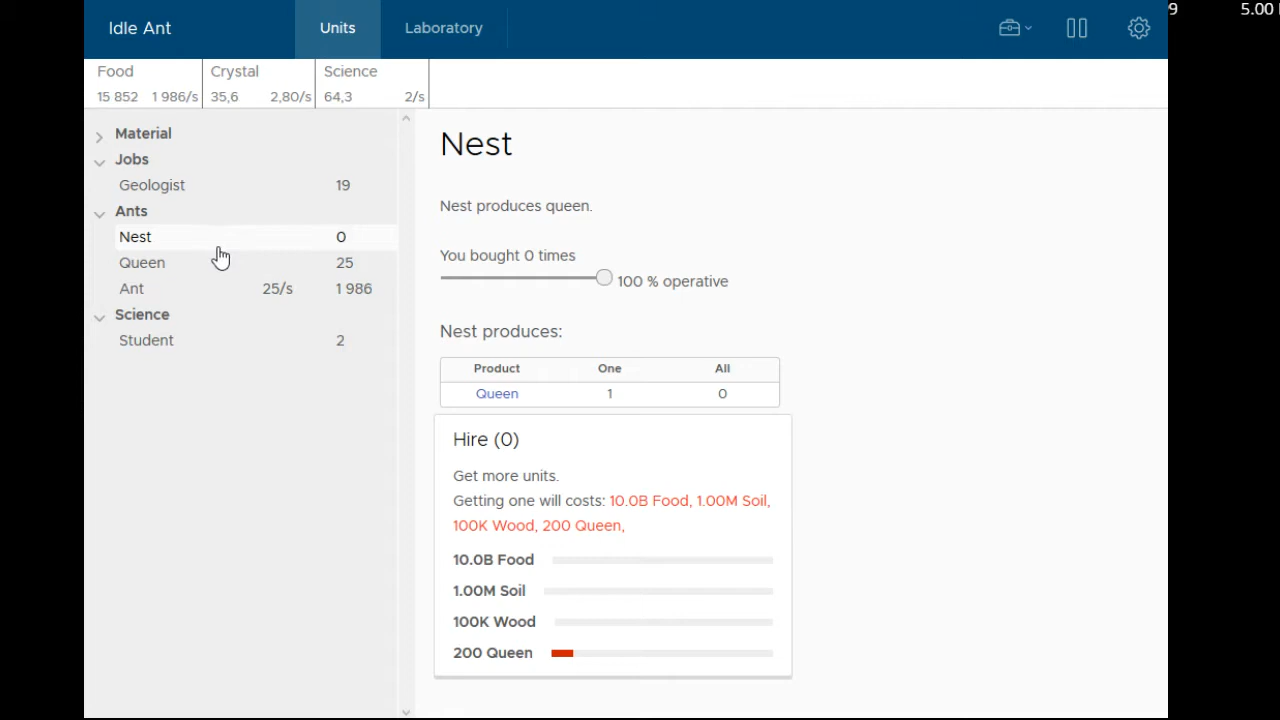 Idle Ant Units Laboratory 9 5.00
Food Crystal Science
15 852 1 986/s 35,6 2,80/s 64,3 2/s
Material
Jobs
Geologist 19
Ants
Nest 0
Queen 25
Ant 25/s 1 986
Science
Student 2
Nest
Nest produces queen.
You bought 0 times
100 % operative
Nest produces:
Product One All
Queen 1 0
Hire (0)
Get more units.
Getting one will costs: 10.0B Food, 1.00M Soil,
100K Wood, 200 Queen,
10.0B Food
1.00M Soil
100K Wood
200 Queen